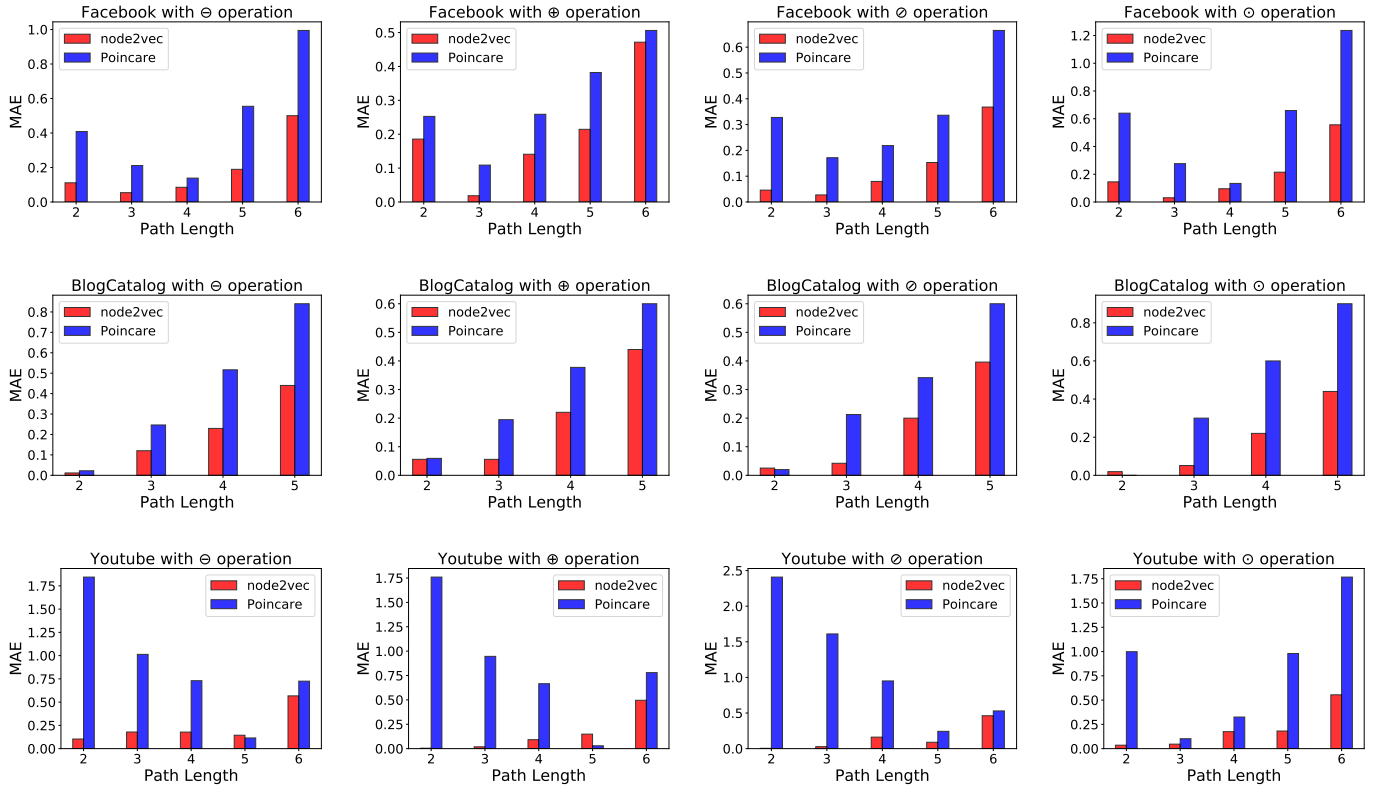 Facebook with ⊖ operation
MAE
1.0
0.8
0.6
0.4
0.2
0.0
node2vec
Poincare
2 3 4 5 6
Path Length
Facebook with ⊕ operation
MAE
0.5
0.4
0.3
0.2
0.1
0.0
node2vec
Poincare
2 3 4 5 6
Path Length
Facebook with ⊘ operation
MAE
0.6
0.5
0.4
0.3
0.2
0.1
0.0
node2vec
Poincare
2 3 4 5 6
Path Length
Facebook with ⊙ operation
MAE
1.2
1.0
0.8
0.6
0.4
0.2
0.0
node2vec
Poincare
2 3 4 5 6
Path Length
BlogCatalog with ⊖ operation
MAE
0.8
0.7
0.6
0.5
0.4
0.3
0.2
0.1
0.0
node2vec
Poincare
2 3 4 5
Path Length
BlogCatalog with ⊕ operation
MAE
0.6
0.5
0.4
0.3
0.2
0.1
0.0
node2vec
Poincare
2 3 4 5
Path Length
BlogCatalog with ⊘ operation
MAE
0.6
0.5
0.4
0.3
0.2
0.1
0.0
node2vec
Poincare
2 3 4 5
Path Length
BlogCatalog with ⊙ operation
MAE
0.8
0.6
0.4
0.2
0.0
node2vec
Poincare
2 3 4 5
Path Length
Youtube with ⊖ operation
MAE
1.75
1.50
1.25
1.00
0.75
0.50
0.25
0.00
node2vec
Poincare
2 3 4 5 6
Path Length
Youtube with ⊕ operation
MAE
1.75
1.50
1.25
1.00
0.75
0.50
0.25
0.00
node2vec
Poincare
2 3 4 5 6
Path Length
Youtube with ⊘ operation
MAE
2.5
2.0
1.5
1.0
0.5
0.0
node2vec
Poincare
2 3 4 5 6
Path Length
Youtube with ⊙ operation
MAE
1.75
1.50
1.25
1.00
0.75
0.50
0.25
0.00
node2vec
Poincare
2 3 4 5 6
Path Length